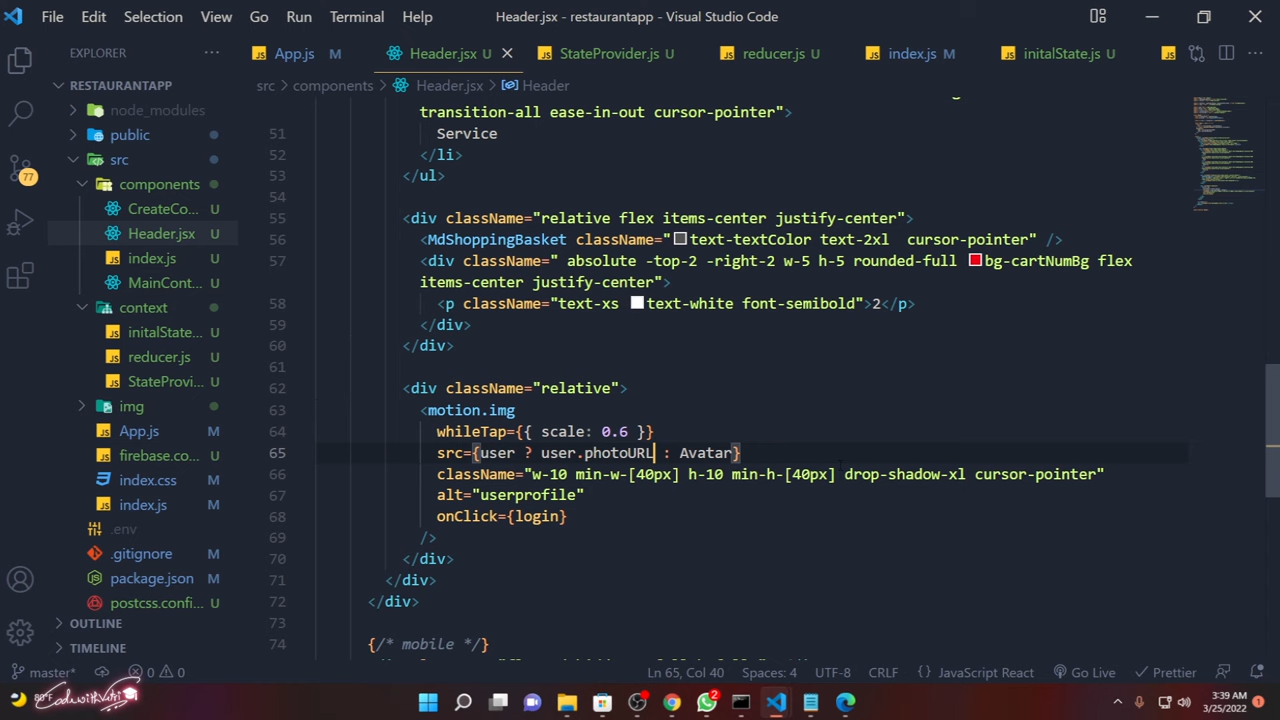 File Edit Selection View Go Run Terminal Help Header.jsx - restaurantapp - Visual Studio Code
EXPLORER
App.js M Header.jsx U StateProvider.js U reducer.js U index.js M initalState.js U
RESTAURANTAPP
src > components > Header.jsx > Header
node_modules
public
src
components
CreateCo... U
Header.jsx U
index.js U
MainCont... U
context
initalState... U
reducer.js U
StateProvi... U
img
App.js M
firebase.co... U
index.css M
index.js M
.env
.gitignore M
package.json M
postcss.confi... U
OUTLINE
TIMELINE
77
transition-all ease-in-out cursor-pointer">
51 Service
52 </li>
53 </ul>
54
55 <div className="relative flex items-center justify-center">
56 <MdShoppingBasket className="text-textColor text-2xl  cursor-pointer" />
57 <div className=" absolute -top-2 -right-2 w-5 h-5 rounded-full bg-cartNumBg flex
items-center justify-center">
58 <p className="text-xs text-white font-semibold">2</p>
59 </div>
60 </div>
61
62 <div className="relative">
63 <motion.img
64 whileTap={{ scale: 0.6 }}
65 src={user ? user.photoURL : Avatar}
66 className="w-10 min-w-[40px] h-10 min-h-[40px] drop-shadow-xl cursor-pointer"
67 alt="userprofile"
68 onClick={login}
69 />
70 </div>
71 </div>
72 </div>
73
74 {/* mobile */}
master* 0 0 Ln 65, Col 40 Spaces: 4 UTF-8 CRLF {} JavaScript React Go Live Prettier
80°F
3:39 AM
3/25/2022